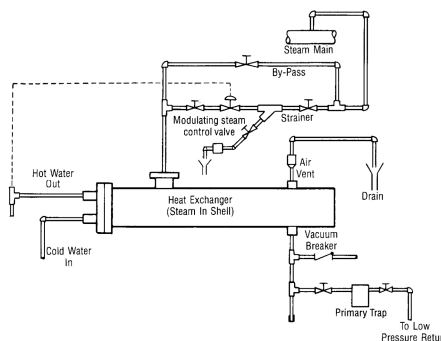 Steam Main
By-Pass
Modulating steam
control valve
Strainer
Hot Water
Out
Air
Vent
Heat Exchanger
(Steam In Shell)
Drain
Cold Water
In
Vacuum
Breaker
Primary Trap
To Low
Pressure Retur